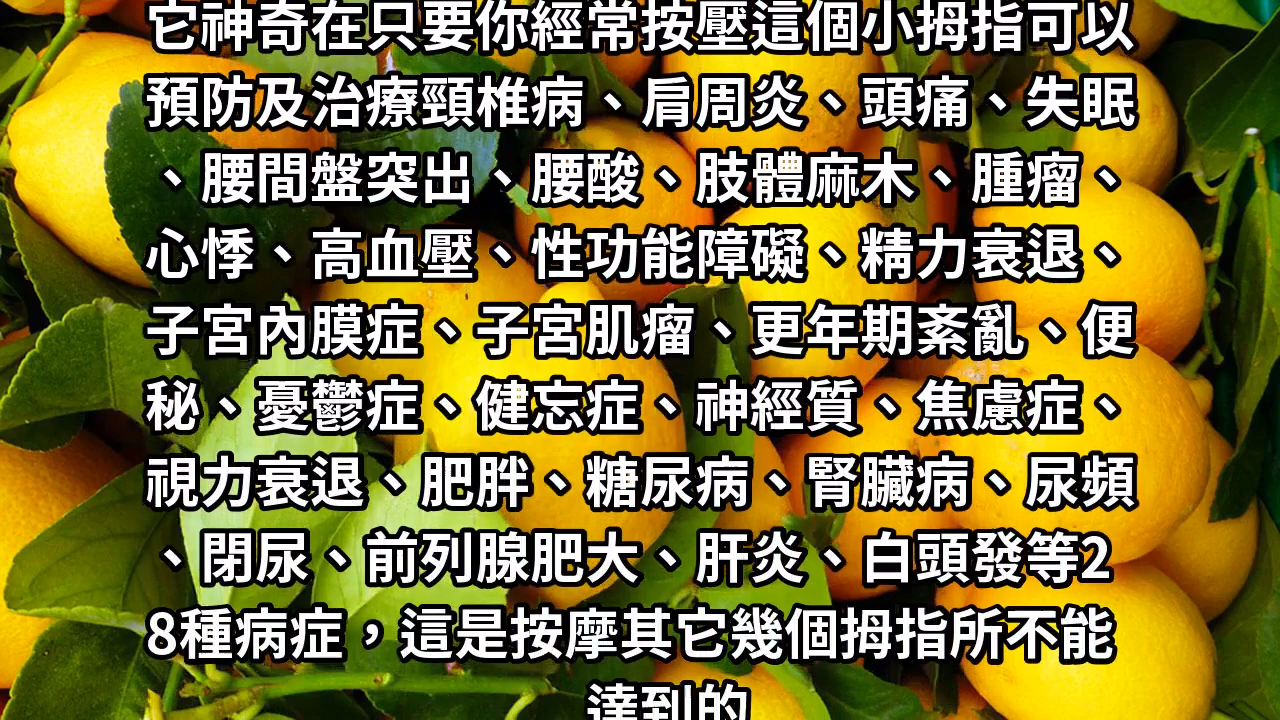 它神奇在只要你經常按壓這個小拇指可以
預防及治療頸椎病、肩周炎、頭痛、失眠
、腰間盤突出、腰酸、肢體麻木、腫瘤、
心悸、高血壓、性功能障礙、精力衰退、
子宮內膜症、子宮肌瘤、更年期紊亂、便
秘、憂鬱症、健忘症、神經質、焦慮症、
視力衰退、肥胖、糖尿病、腎臟病、尿頻
、閉尿、前列腺肥大、肝炎、白頭發等2
8種病症，這是按摩其它幾個拇指所不能
達到的